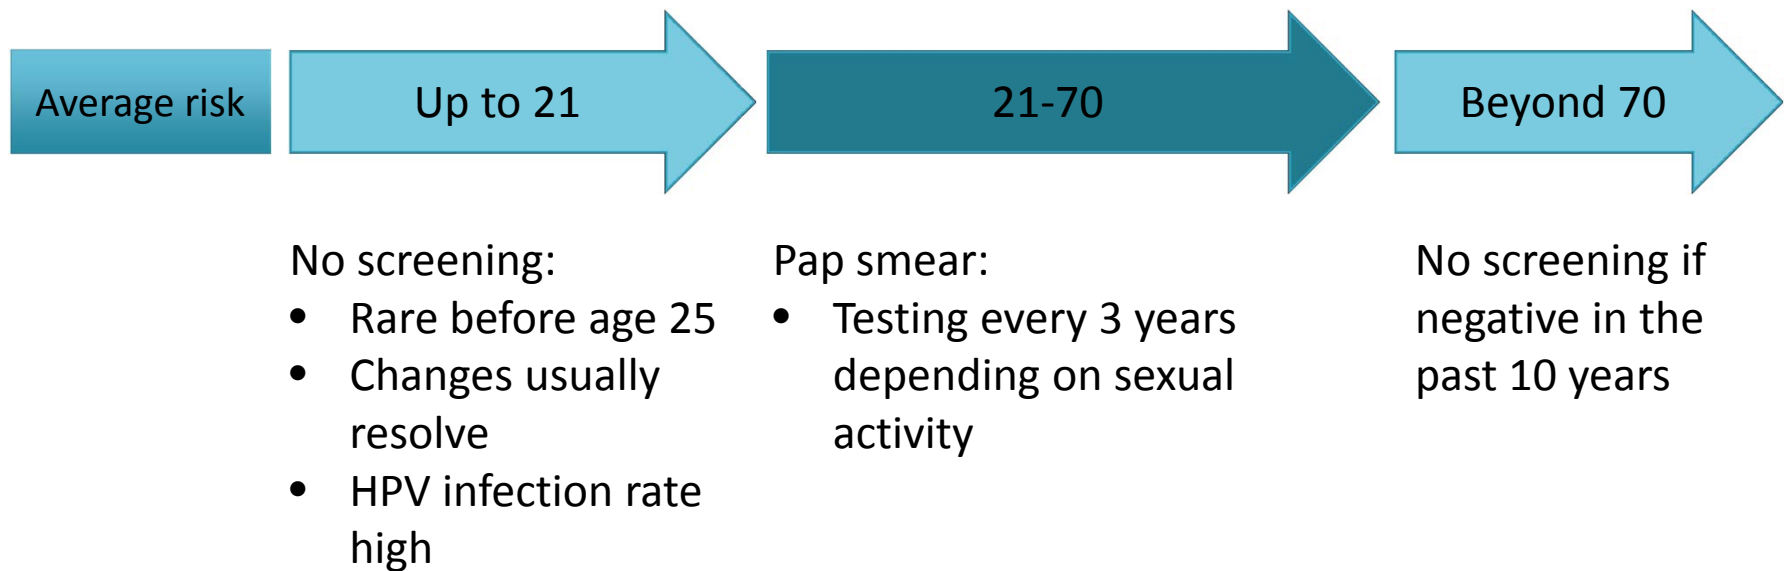 Average risk
Up to 21
21-70
Beyond 70
No screening:
• Rare before age 25
• Changes usually
resolve
• HPV infection rate
high
Pap smear:
• Testing every 3 years
depending on sexual
activity
No screening if
negative in the
past 10 years